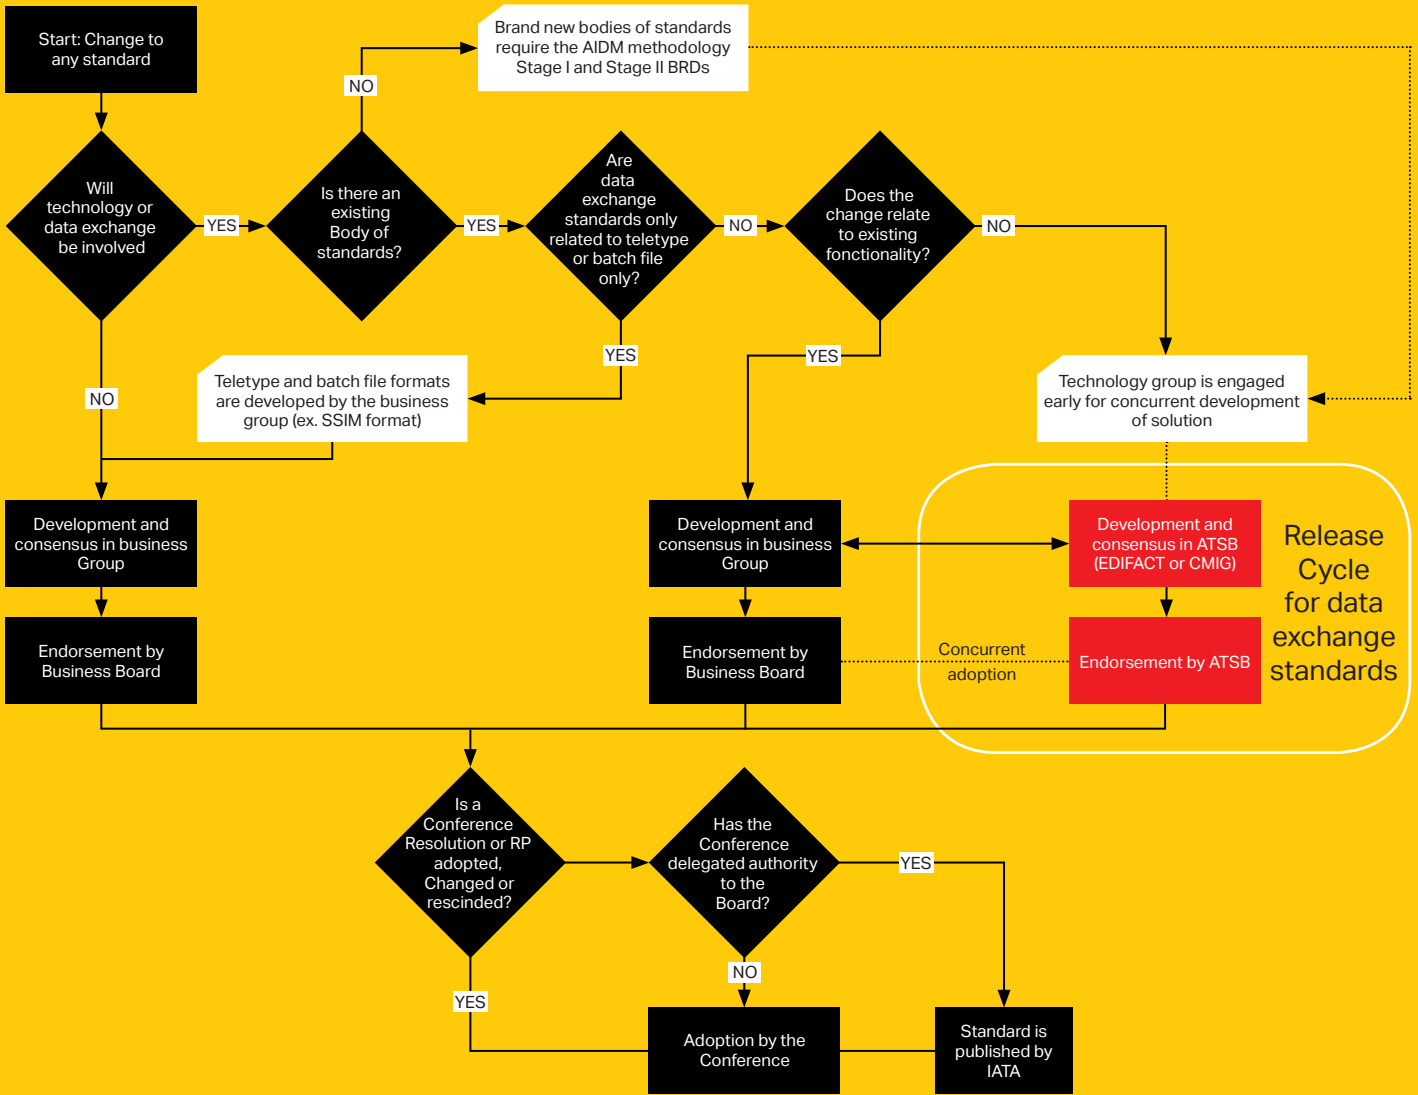 Start: Change to
any standard
Brand new bodies of standards
require the AIDM methodology
Stage I and Stage II BRDs
NO
Will
technology or
data exchange
be involved
YES
Is there an
existing
Body of
standards?
YES
Are
data
exchange
standards only
related to teletype
or batch file
only?
NO
Does the
change relate
to existing
fonctionality?
NO
YES
YES
NO
Teletype and batch file formats
are developed by the business
group (ex. SSIM format)
Technology group is engaged
early for concurrent development
of solution
Development and
consensus in business
Group
Development and
consensus in business
Group
Development and
consensus in ATSB
(EDIFACT or CMIG)
Release
Cycle
for data
exchange
standards
Endorsement by
Business Board
Endorsement by
Business Board
Concurrent
adoption
Endorsement by ATSB
Is a
Conference
Resolution or RP
adopted,
Changed or
rescinded?
Has the
Conference
delegated authority
to the
Board?
YES
NO
YES
Adoption by the
Conference
Standard is
published by
IATA